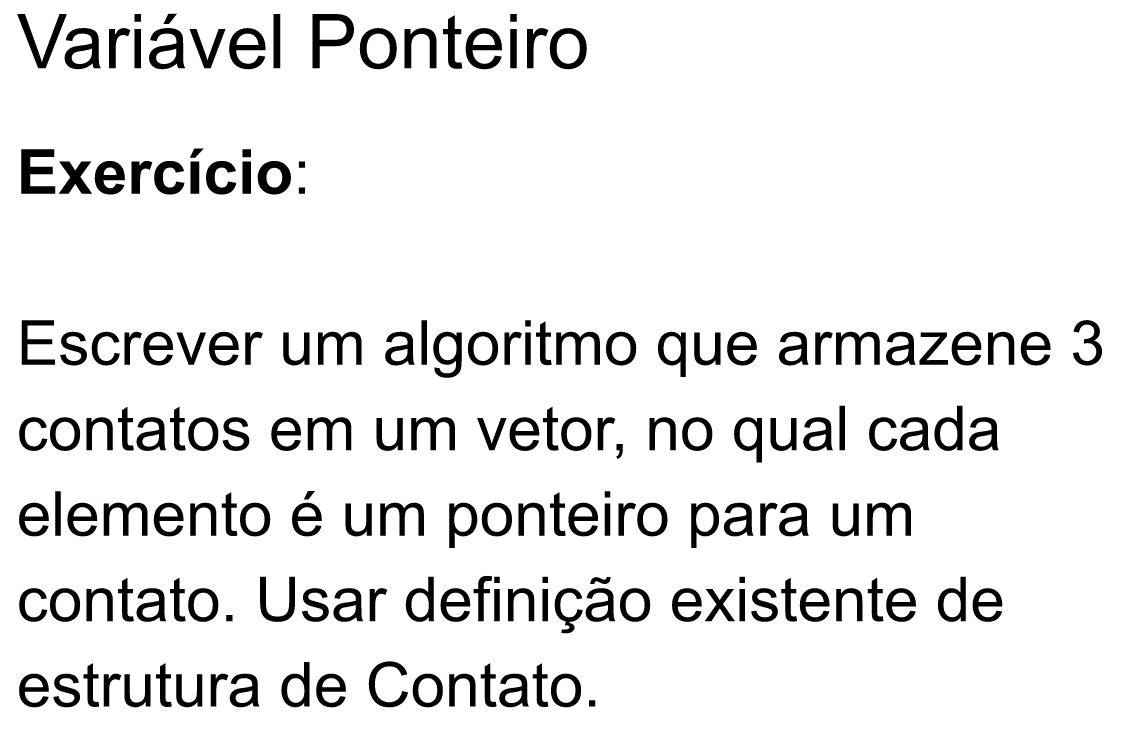 Variável Ponteiro
Exercício:
Escrever um algoritmo que armazene 3
contatos em um vetor, no qual cada
elemento é um ponteiro para um
contato. Usar definição existente de
estrutura de Contato.